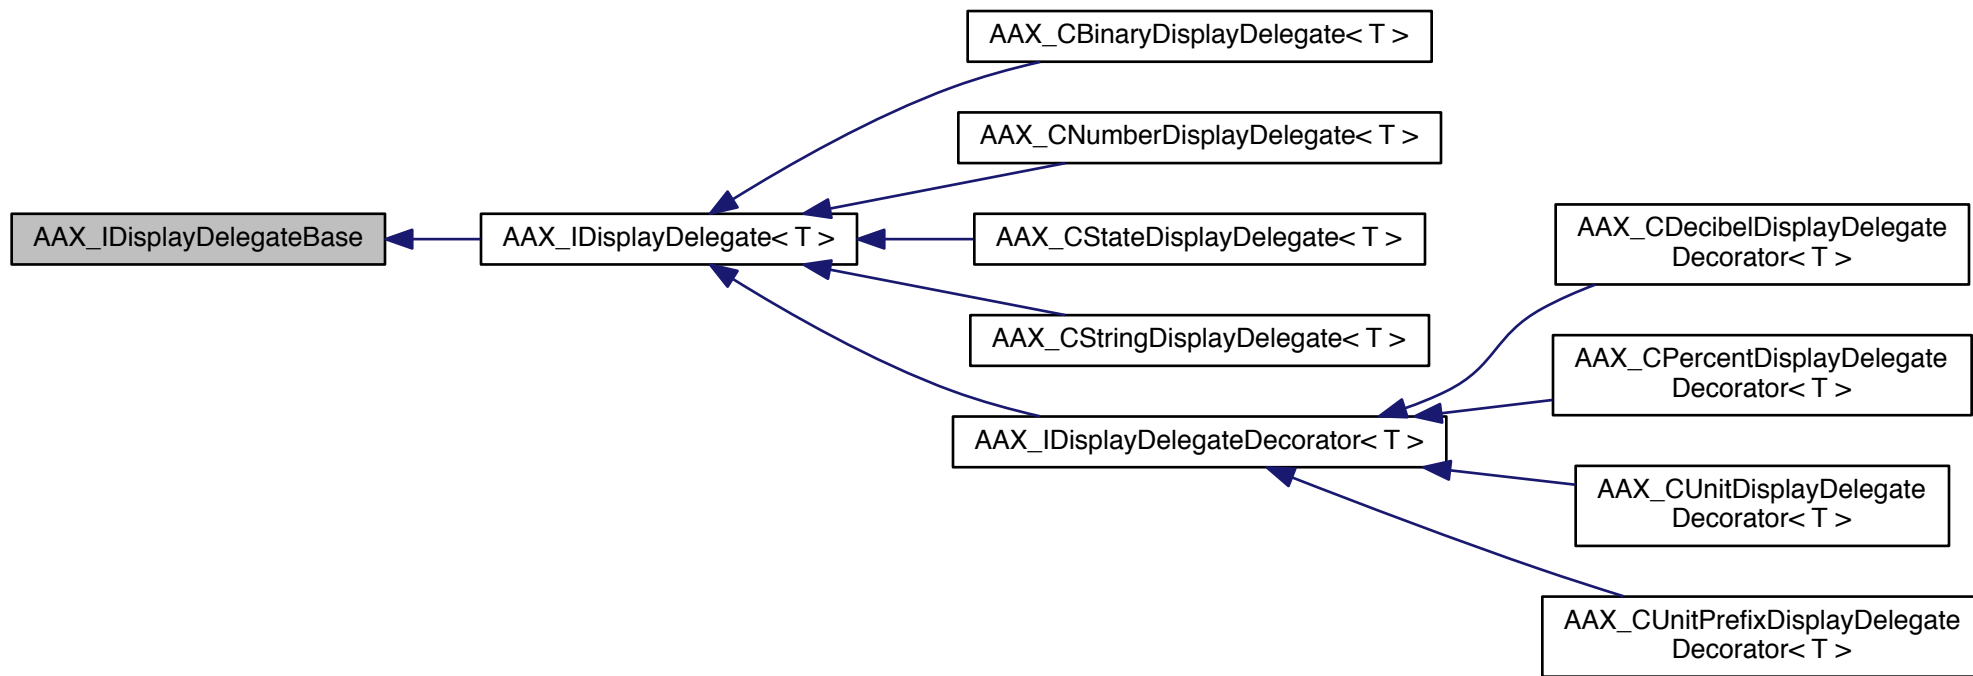 AAX_IDisplayDelegateBase
AAX_IDisplayDelegate< T >
AAX_CBinaryDisplayDelegate< T >
AAX_CNumberDisplayDelegate< T >
AAX_CStateDisplayDelegate< T >
AAX_CStringDisplayDelegate< T >
AAX_IDisplayDelegateDecorator< T >
AAX_CDecibelDisplayDelegate
Decorator< T >
AAX_CPercentDisplayDelegate
Decorator< T >
AAX_CUnitDisplayDelegate
Decorator< T >
AAX_CUnitPrefixDisplayDelegate
Decorator< T >